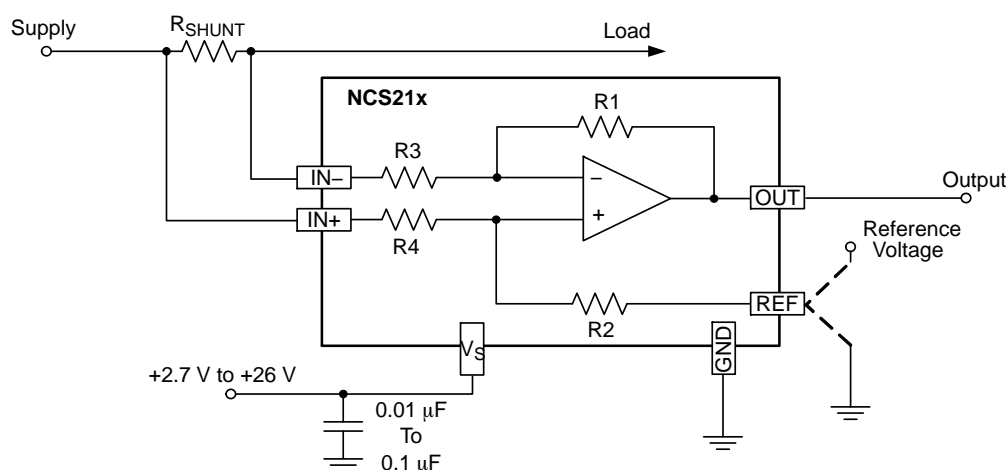 Supply
RSHUNT
Load
NCS21x
R1
R3
IN−
−
OUT
Output
IN+
R4
+
Reference
Voltage
REF
R2
VS
GND
+2.7 V to +26 V
0.01 μF
To
0.1 μF